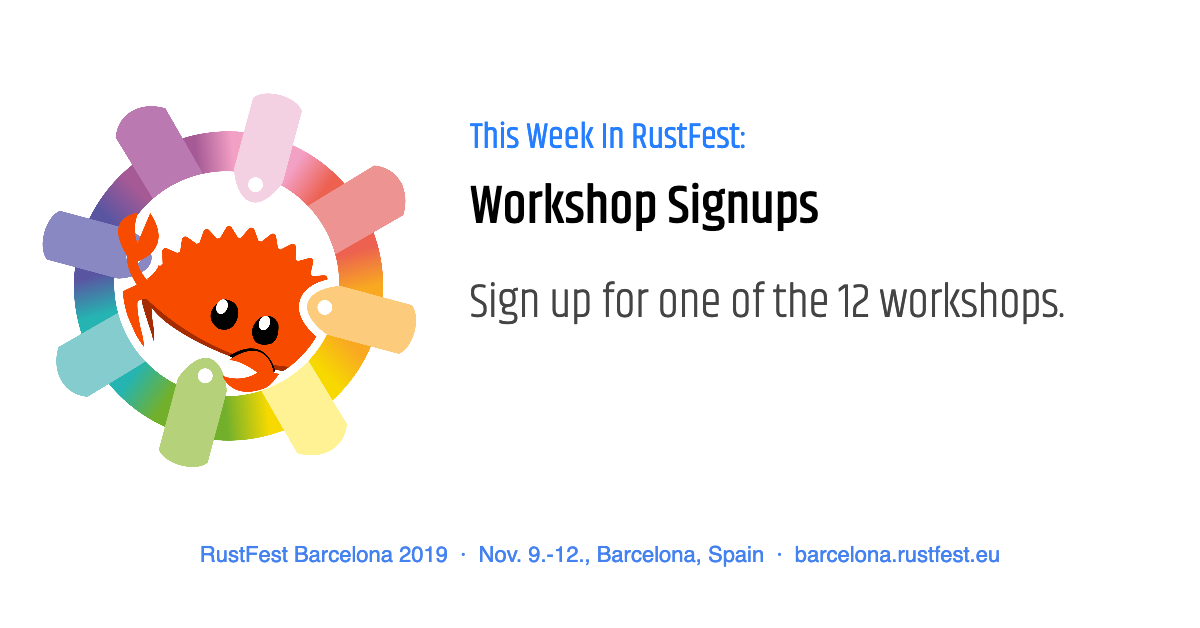 This Week In RustFest:
Workshop Signups
Sign up for one of the 12 workshops.
RustFest Barcelona 2019 · Nov. 9.-12., Barcelona, Spain · barcelona.rustfest.eu